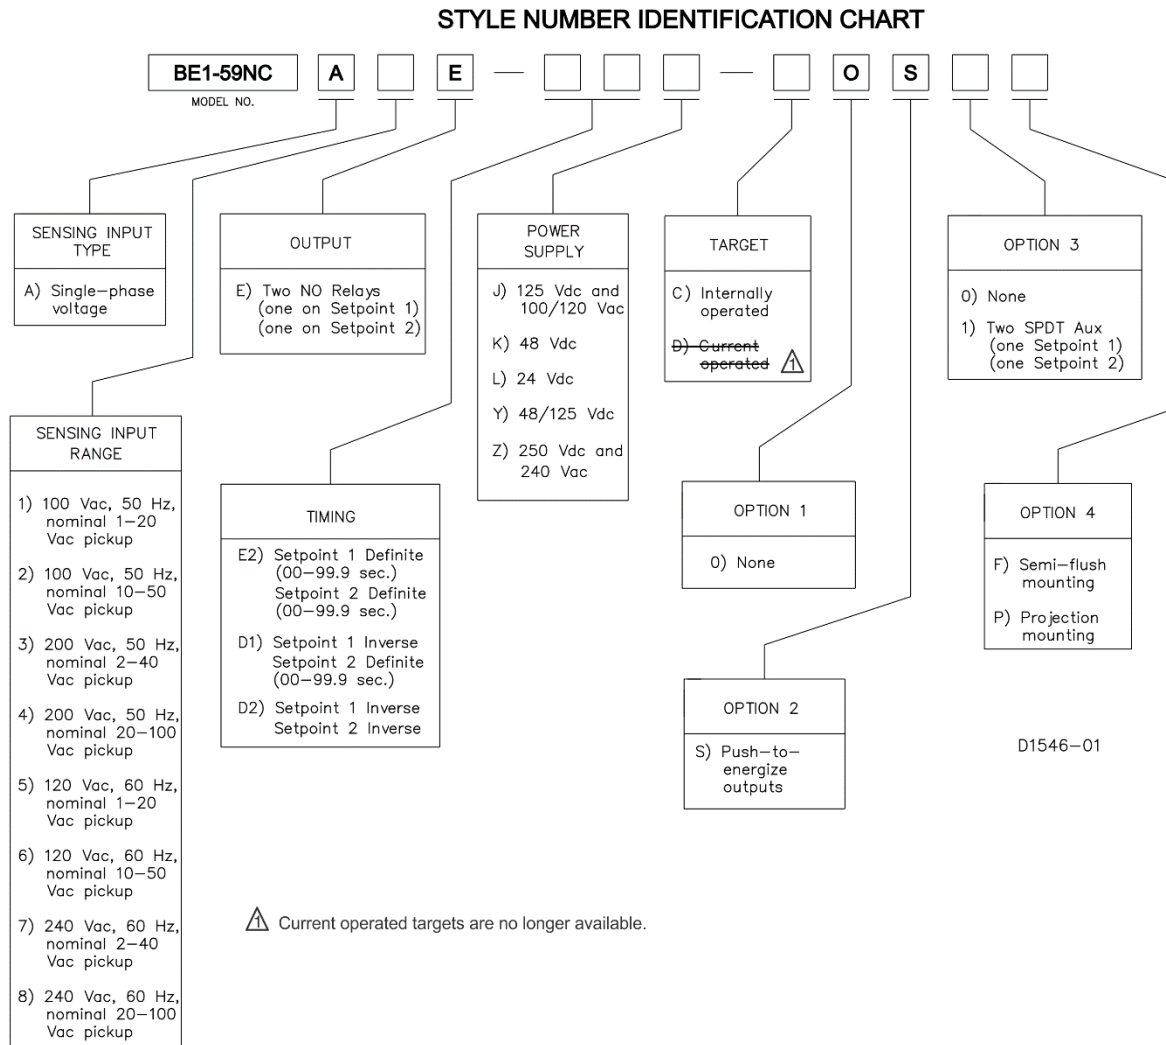 STYLE NUMBER IDENTIFICATION CHART
BE1-59NC A E — — O S
MODEL NO.
SENSING INPUT
TYPE
A) Single-phase
voltage
OUTPUT
E) Two NO Relays
(one on Setpoint 1)
(one on Setpoint 2)
POWER
SUPPLY
J) 125 Vdc and
100/120 Vac
K) 48 Vdc
L) 24 Vdc
Y) 48/125 Vdc
Z) 250 Vdc and
240 Vac
TARGET
C) Internally
operated
D) Current
operated 1
OPTION 3
0) None
1) Two SPDT Aux
(one Setpoint 1)
(one Setpoint 2)
SENSING INPUT
RANGE
1) 100 Vac, 50 Hz,
nominal 1-20
Vac pickup
2) 100 Vac, 50 Hz,
nominal 10-50
Vac pickup
3) 200 Vac, 50 Hz,
nominal 2-40
Vac pickup
4) 200 Vac, 50 Hz,
nominal 20-100
Vac pickup
5) 120 Vac, 60 Hz,
nominal 1-20
Vac pickup
6) 120 Vac, 60 Hz,
nominal 10-50
Vac pickup
7) 240 Vac, 60 Hz,
nominal 2-40
Vac pickup
8) 240 Vac, 60 Hz,
nominal 20-100
Vac pickup
TIMING
E2) Setpoint 1 Definite
(00-99.9 sec.)
Setpoint 2 Definite
(00-99.9 sec.)
D1) Setpoint 1 Inverse
Setpoint 2 Definite
(00-99.9 sec.)
D2) Setpoint 1 Inverse
Setpoint 2 Inverse
OPTION 1
0) None
OPTION 4
F) Semi-flush
mounting
P) Projection
mounting
OPTION 2
S) Push-to-
energize
outputs
D1546-01
1 Current operated targets are no longer available.